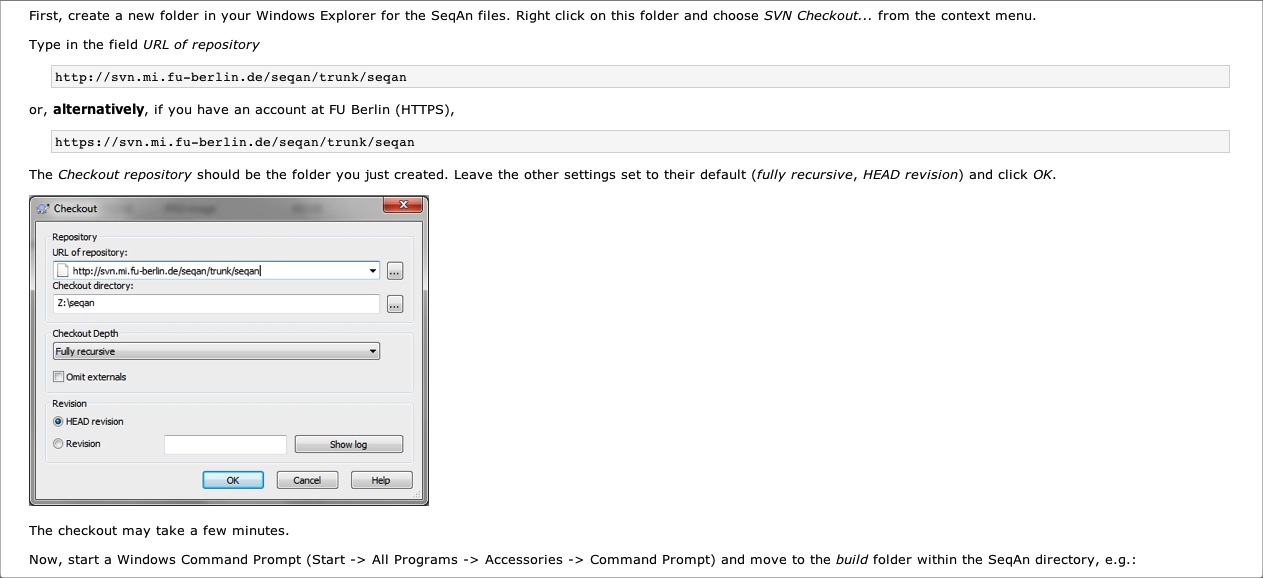 First, create a new folder in your Windows Explorer for the SeqAn files. Right click on this folder and choose SVN Checkout... from the context menu.
Type in the field URL of repository
http://svn.mi.fu-berlin.de/seqan/trunk/seqan
or, alternatively, if you have an account at FU Berlin (HTTPS),
https://svn.mi.fu-berlin.de/seqan/trunk/seqan
The Checkout repository should be the folder you just created. Leave the other settings set to their default (fully recursive, HEAD revision) and click OK.
Checkout
Repository
URL of repository:
http://svn.mi.fu-berlin.de/seqan/trunk/seqan
...
Checkout directory:
Z:\seqan
...
Checkout Depth
Fully recursive
Omit externals
Revision
HEAD revision
Revision
Show log
OK Cancel Help
The checkout may take a few minutes.
Now, start a Windows Command Prompt (Start -> All Programs -> Accessories -> Command Prompt) and move to the build folder within the SeqAn directory, e.g.: